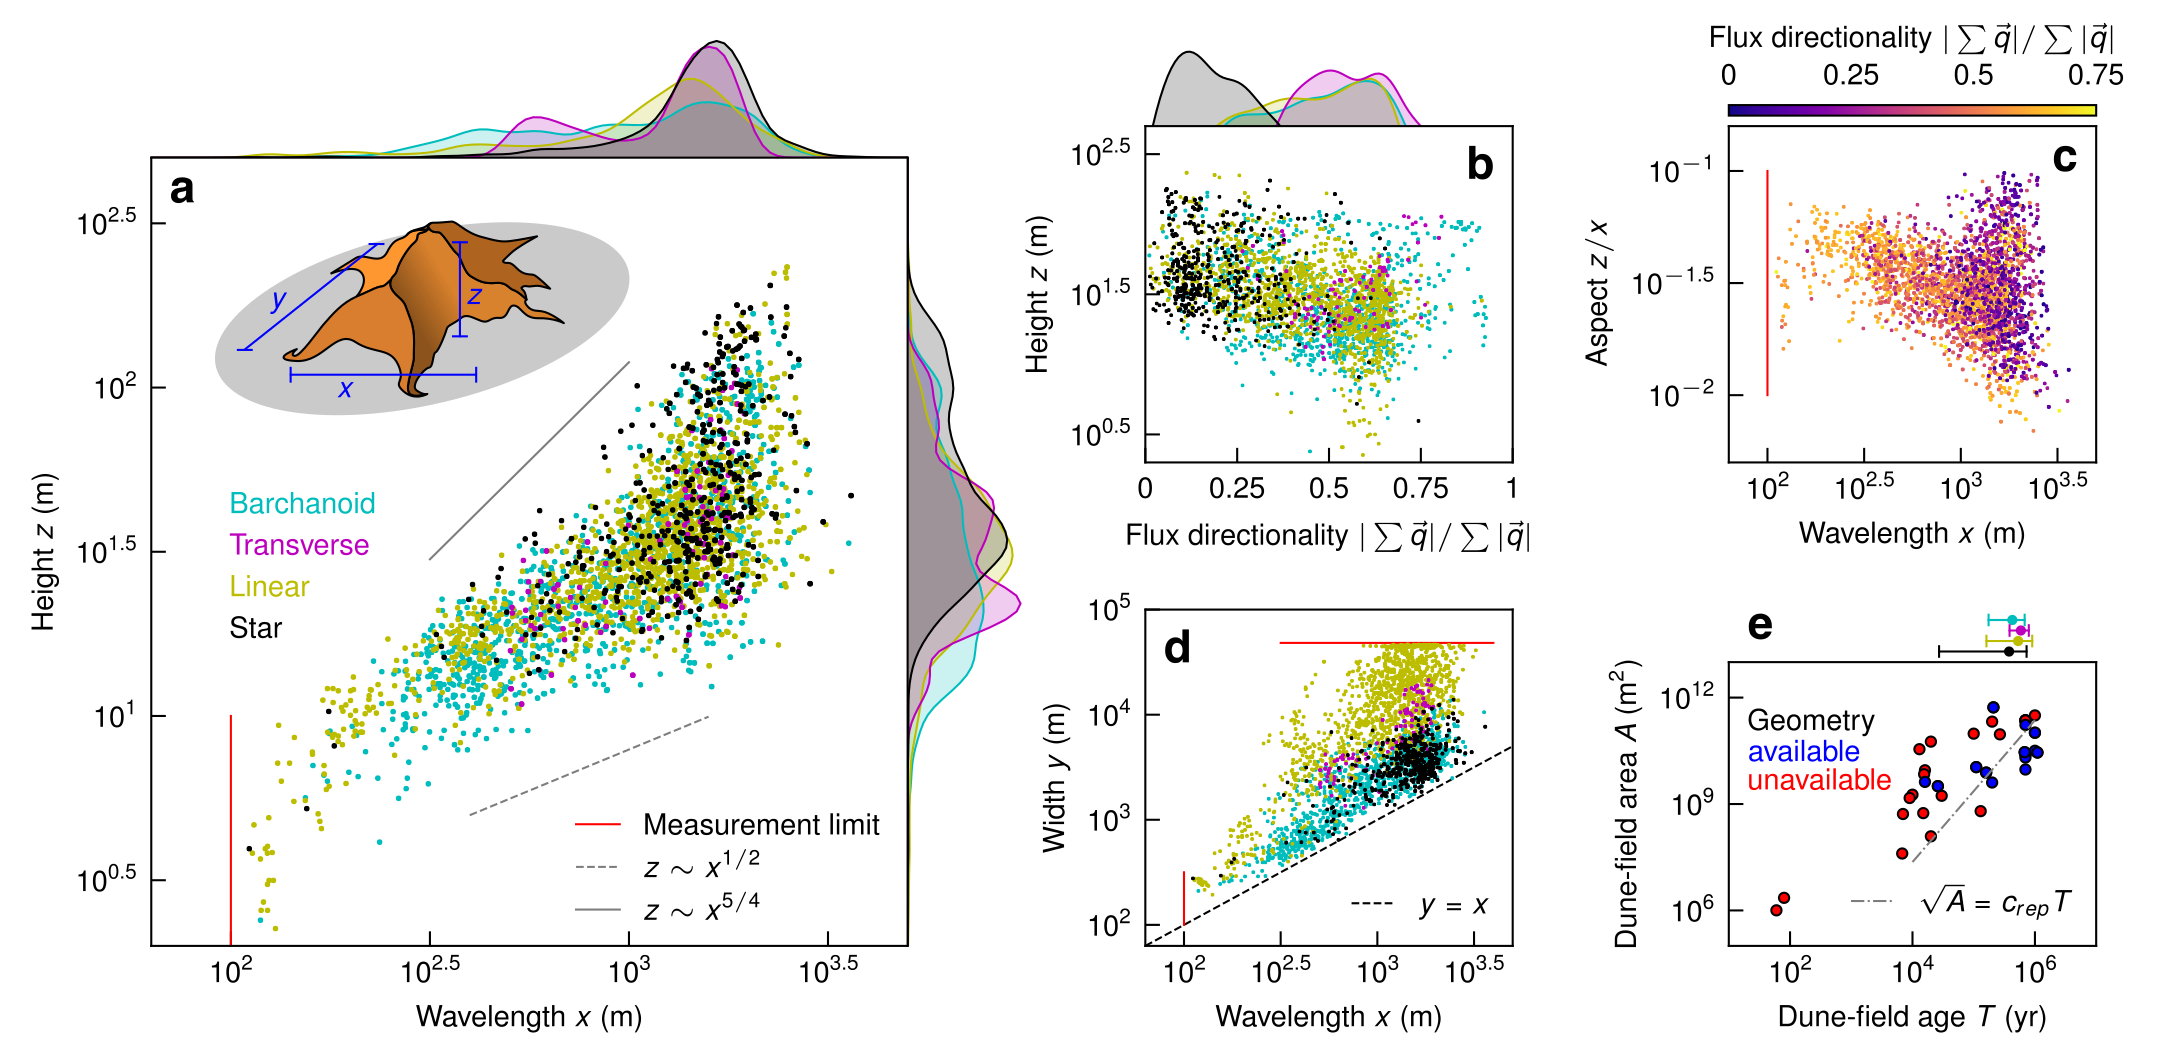 a
10^2.5
10^2
10^1.5
10^1
10^0.5
Height z (m)
y
z
x
Barchanoid
Transverse
Linear
Star
Measurement limit
z ∼ x^1/2
z ∼ x^5/4
10^2 10^2.5 10^3 10^3.5
Wavelength x (m)
b
10^2.5
10^1.5
10^0.5
Height z (m)
0 0.25 0.5 0.75 1
Flux directionality | ∑ q⃗|/ ∑ |q⃗|
Flux directionality | ∑ q⃗|/ ∑ |q⃗|
0 0.25 0.5 0.75
c
10^−1
10^−1.5
10^−2
Aspect z/x
10^2 10^2.5 10^3 10^3.5
Wavelength x (m)
d
10^5
10^4
10^3
10^2
Width y (m)
y = x
10^2 10^2.5 10^3 10^3.5
Wavelength x (m)
e
10^12
10^9
10^6
Dune-field area A (m^2)
Geometry
available
unavailable
√A = c_rep T
10^2 10^4 10^6
Dune-field age T (yr)